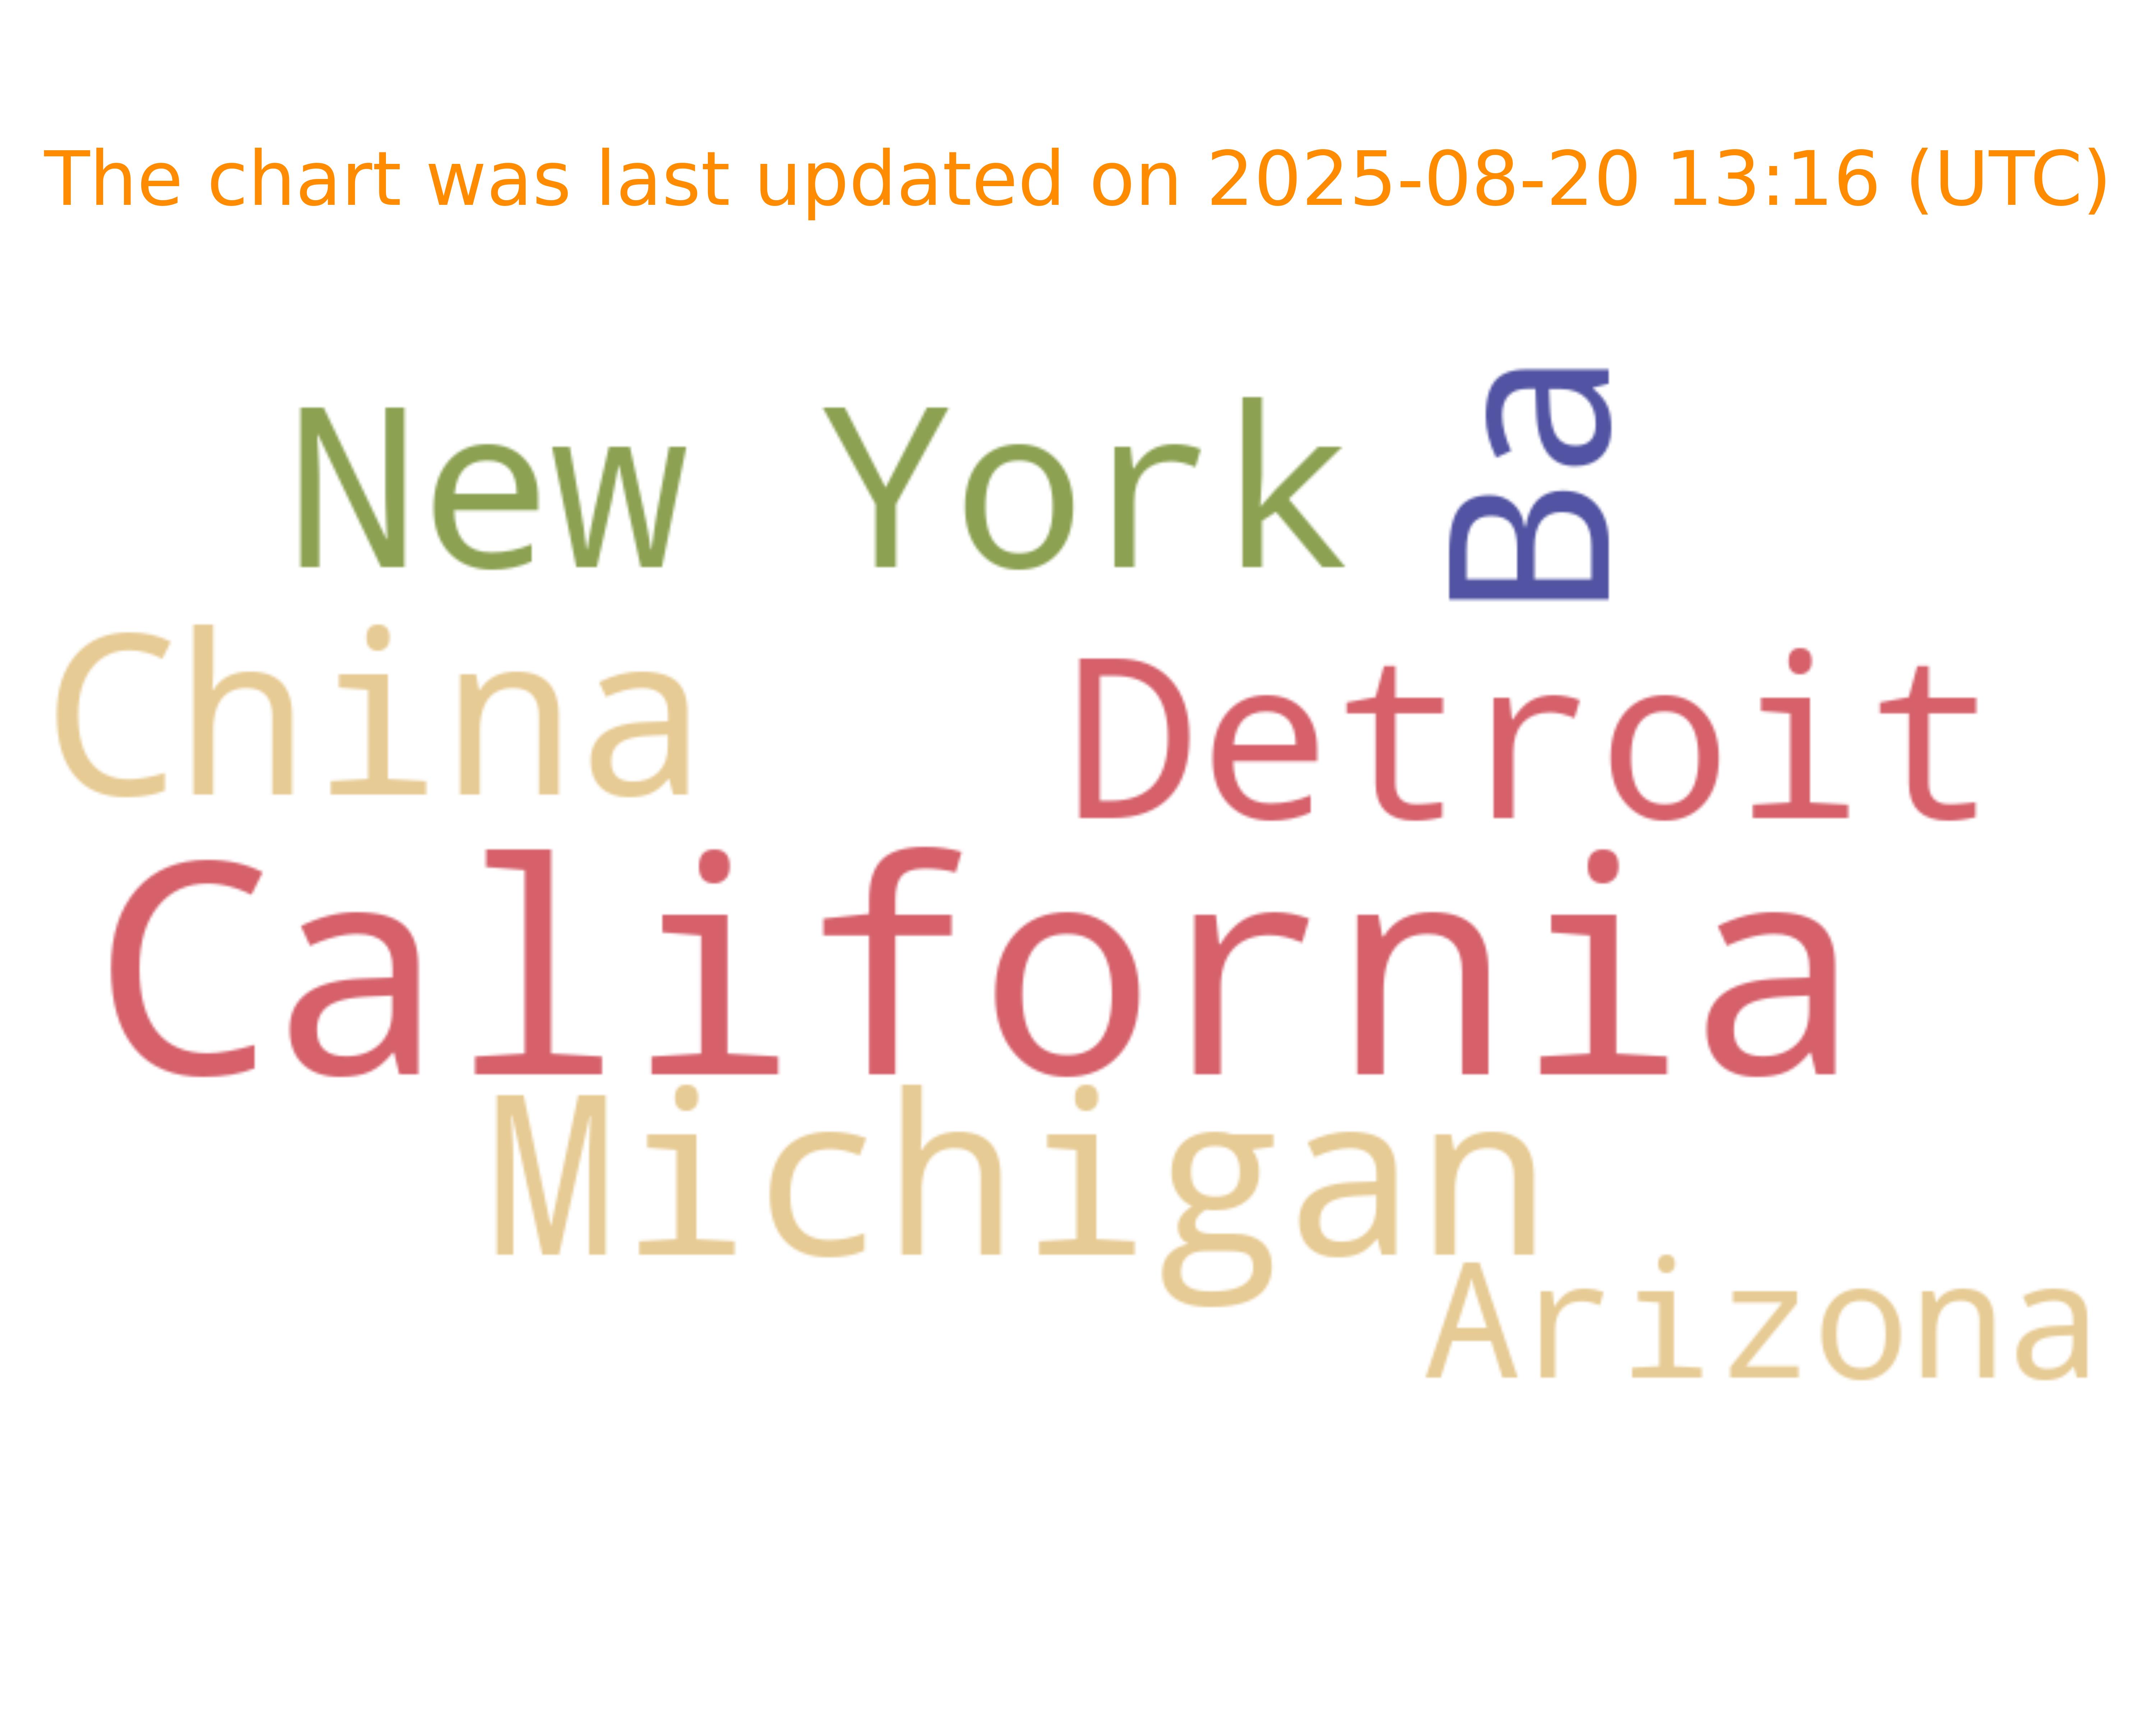 The chart was last updated on 2025-08-20 13:16 (UTC)
New York
Ba
China
Detroit
California
Michigan
Arizona